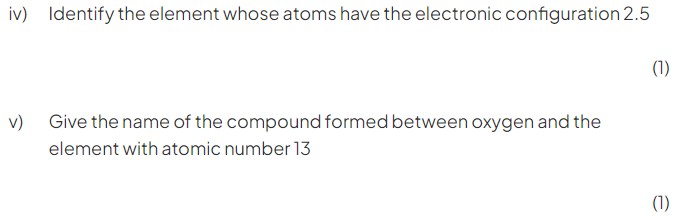 iv) Identify the element whose atoms have the electronic configuration 2.5
(1)
v) Give the name of the compound formed between oxygen and the
element with atomic number 13
(1)